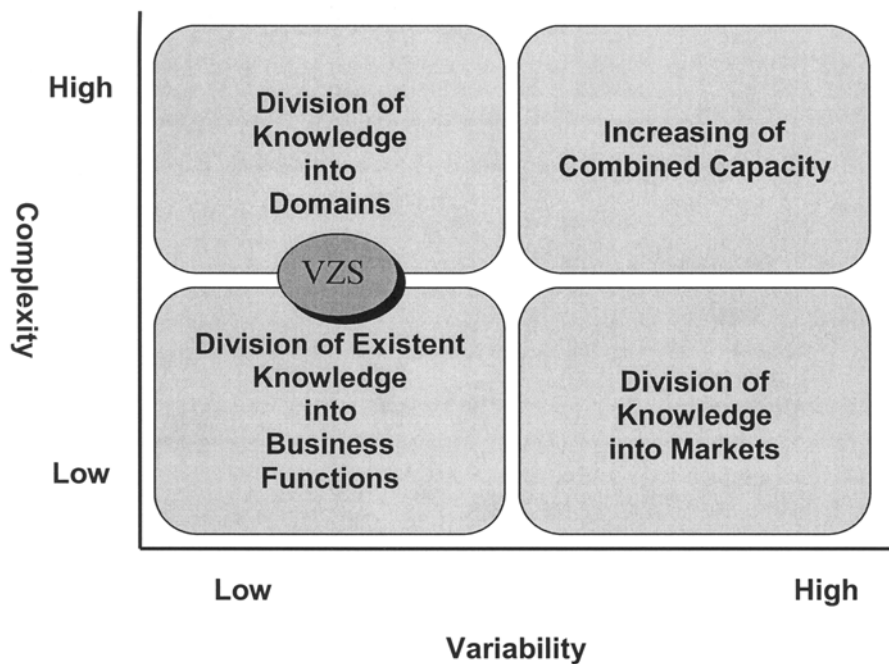 High
Division of
Knowledge
into
Domains
Increasing of
Combined Capacity
Complexity
VZS
Division of Existent
Knowledge
into
Business
Functions
Division of
Knowledge
into Markets
Low
Low
High
Variability